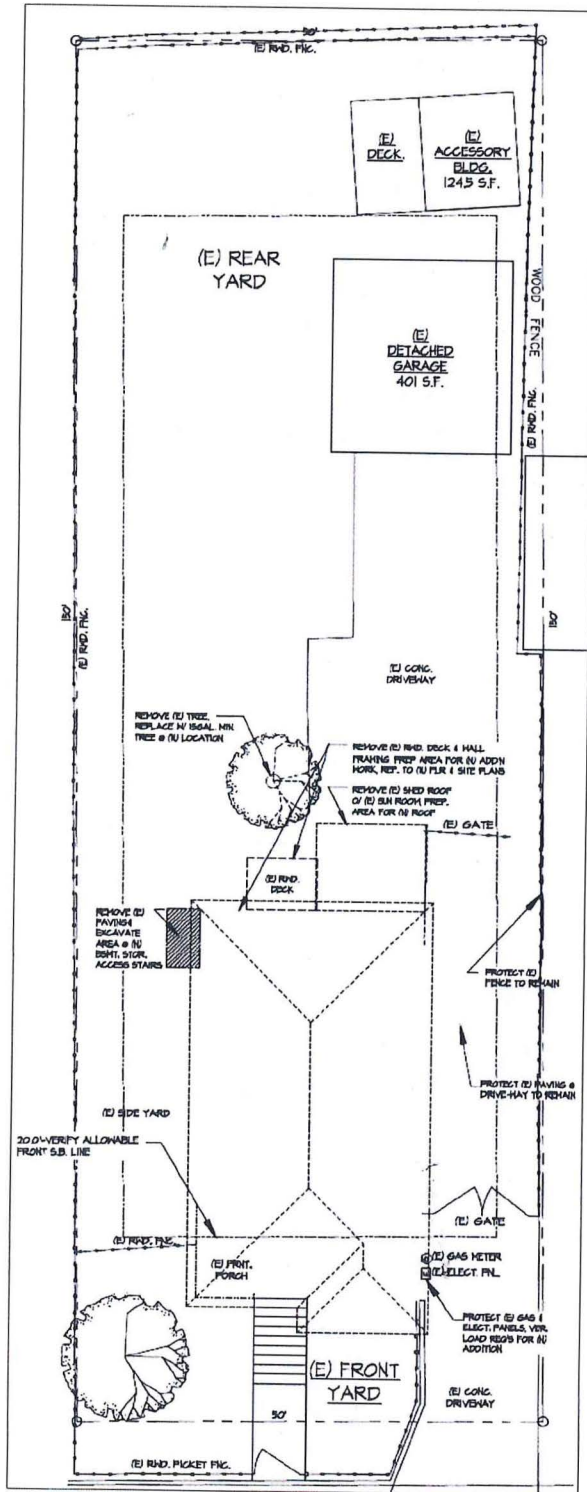 50'
(E) RWD. FNC.
(E)
DECK.
(E)
ACCESSORY
BLDG.
124.5 S.F.
(E) REAR
YARD
WOOD FENCE
(E)
DETACHED
GARAGE
401 S.F.
(E) RWD. FNC.
150'
(E) RWD. FNC.
150'
(E) CONC.
DRIVEWAY
REMOVE (E) TREE,
REPLACE W/ 15GAL. MIN.
TREE @ (N) LOCATION
REMOVE (E) RWD. DECK & WALL
FRAMING PREP AREA FOR (N) ADD'N
WORK, REF. TO (N) FLR & SITE PLANS
REMOVE (E) SHED ROOF
O/ (E) SUN ROOM, PREP.
AREA FOR (N) ROOF
(E) GATE
(E) RWD.
DECK
REMOVE (E)
PAVING &
EXCAVATE
AREA @ (N)
BSMT. STOR.
ACCESS STAIRS
PROTECT (E)
FENCE TO REMAIN
PROTECT (E) PAVING @
DRIVE-WAY TO REMAIN
(E) SIDE YARD
20.0'-VERIFY ALLOWABLE
FRONT S.B. LINE
(E) GATE
(E) RWD. FNC.
(E) FRNT.
PORCH
(E) GAS METER
(E) ELECT. PNL.
PROTECT (E) GAS &
ELECT. PANELS, VER.
LOAD REQ'S FOR (N)
ADDITION
(E) FRONT
YARD
(E) CONC.
DRIVEWAY
50'
(E) RWD. PICKET FNC.